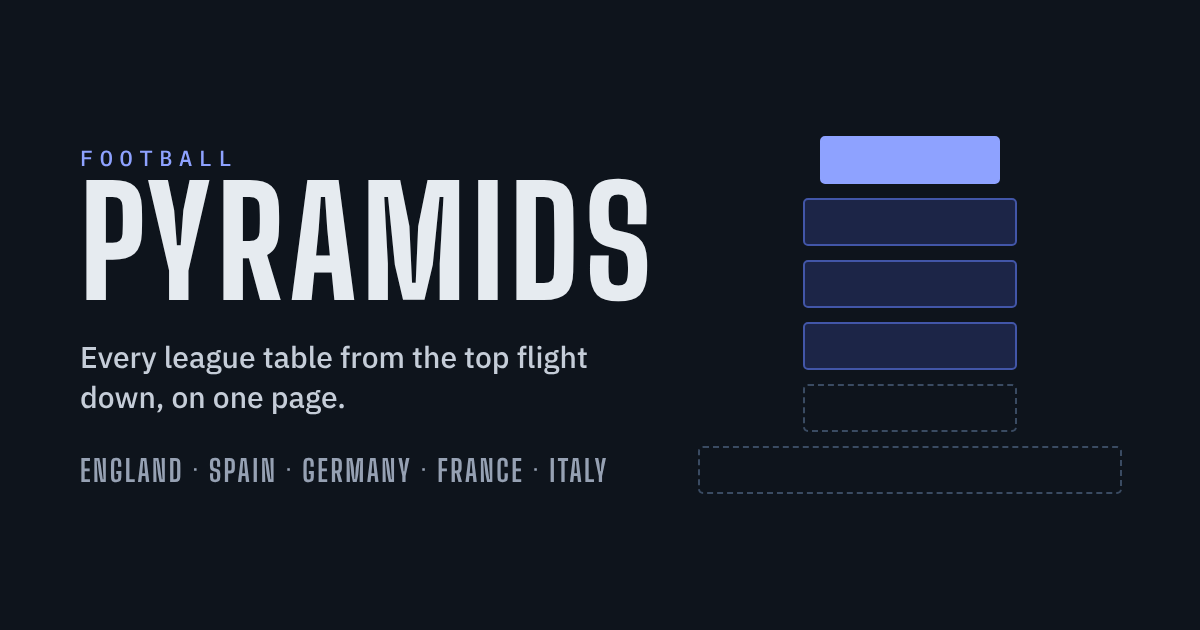 FOOTBALL
PYRAMIDS
Every league table from the top flight
down, on one page.
ENGLAND · SPAIN · GERMANY · FRANCE · ITALY